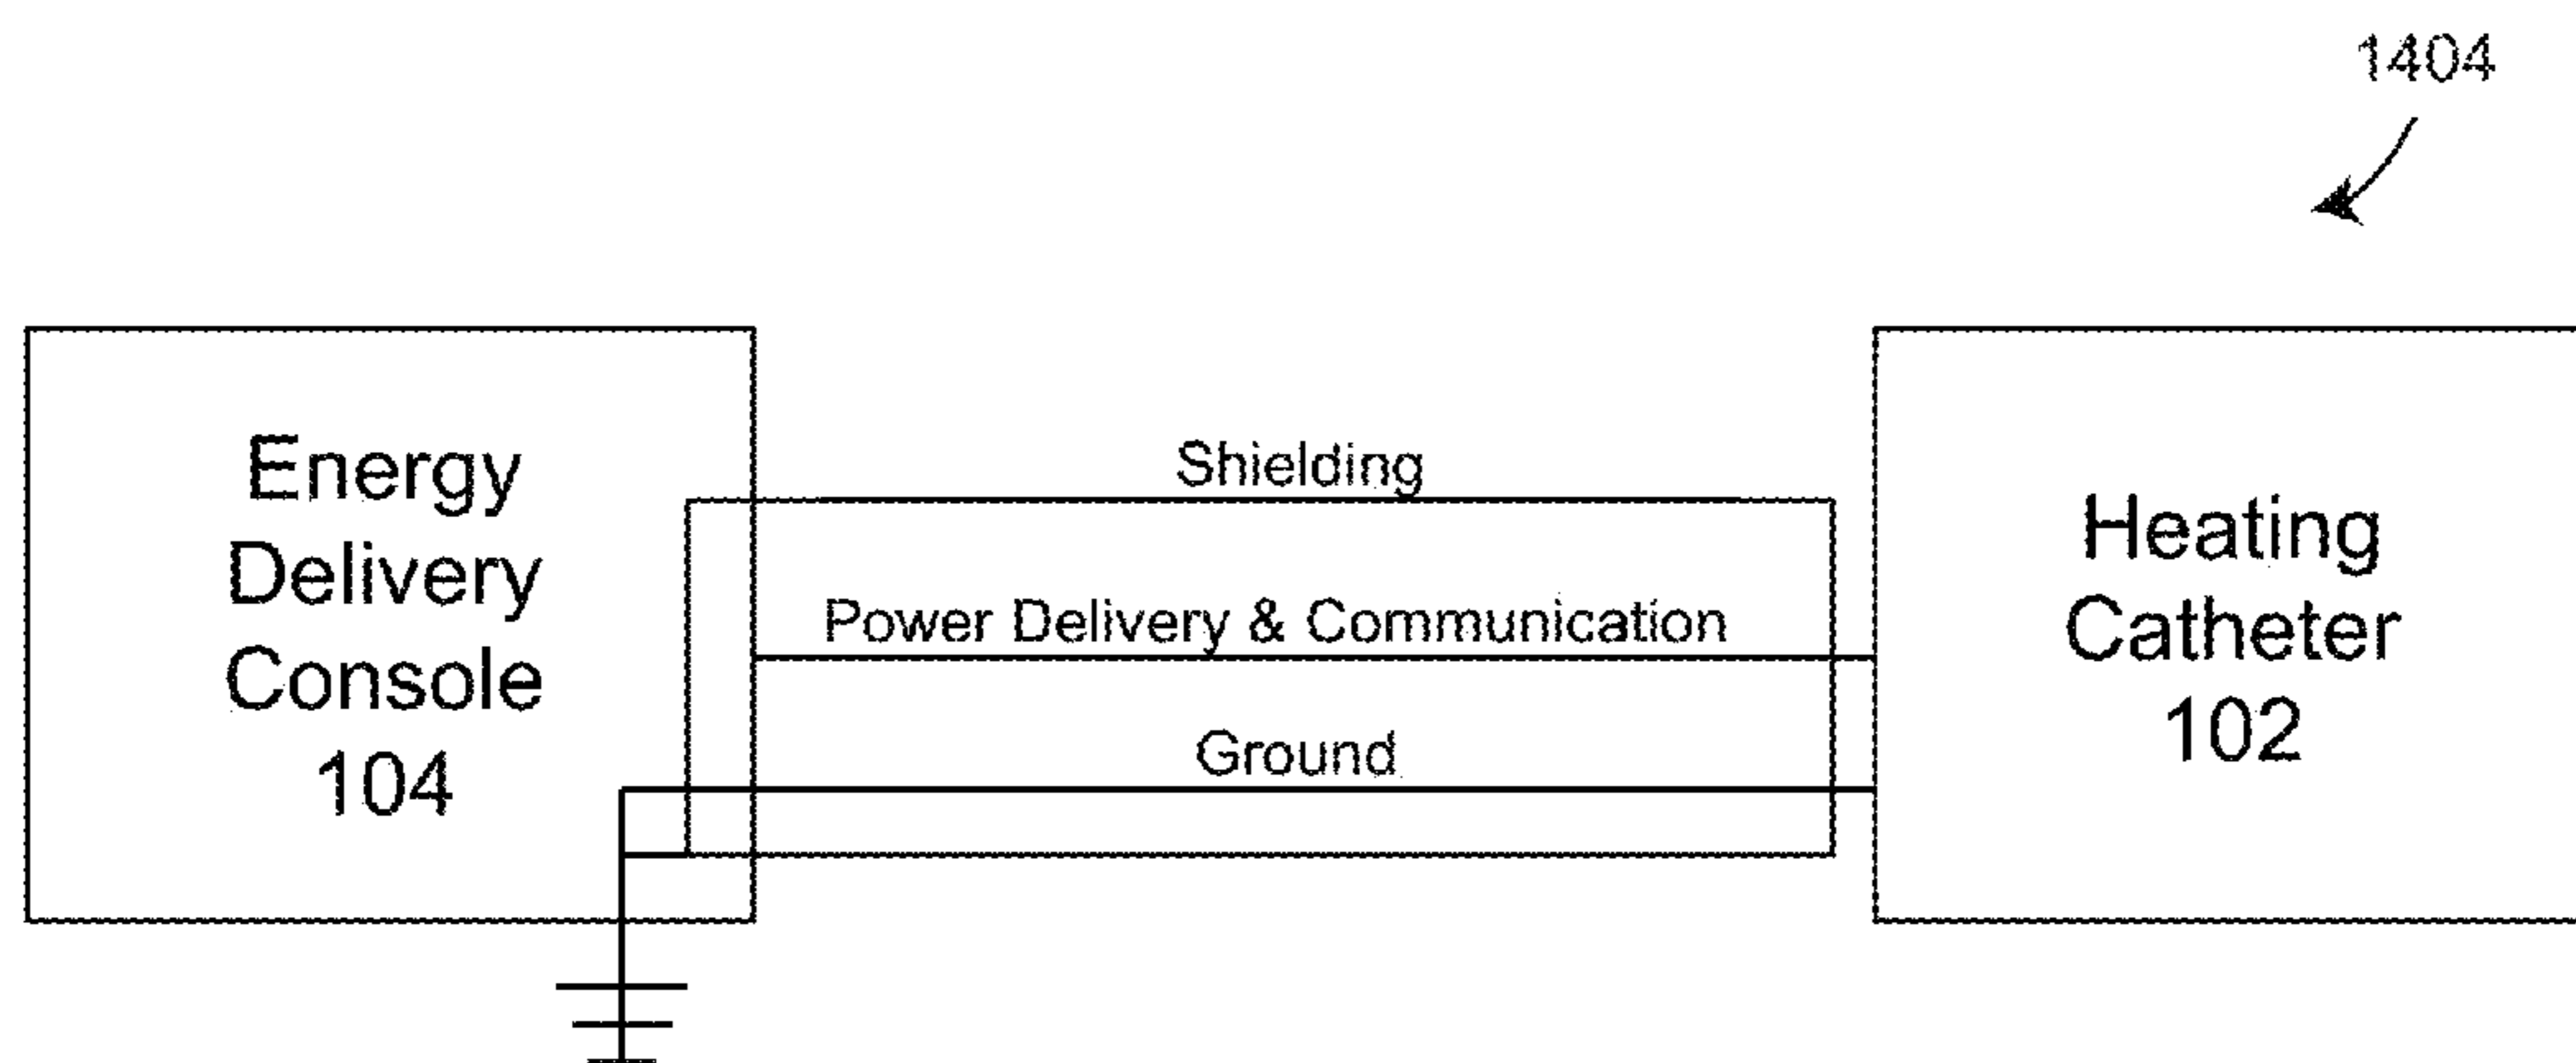 1404
Energy
Delivery
Console
104
Shielding
Power Delivery & Communication
Ground
Heating
Catheter
102